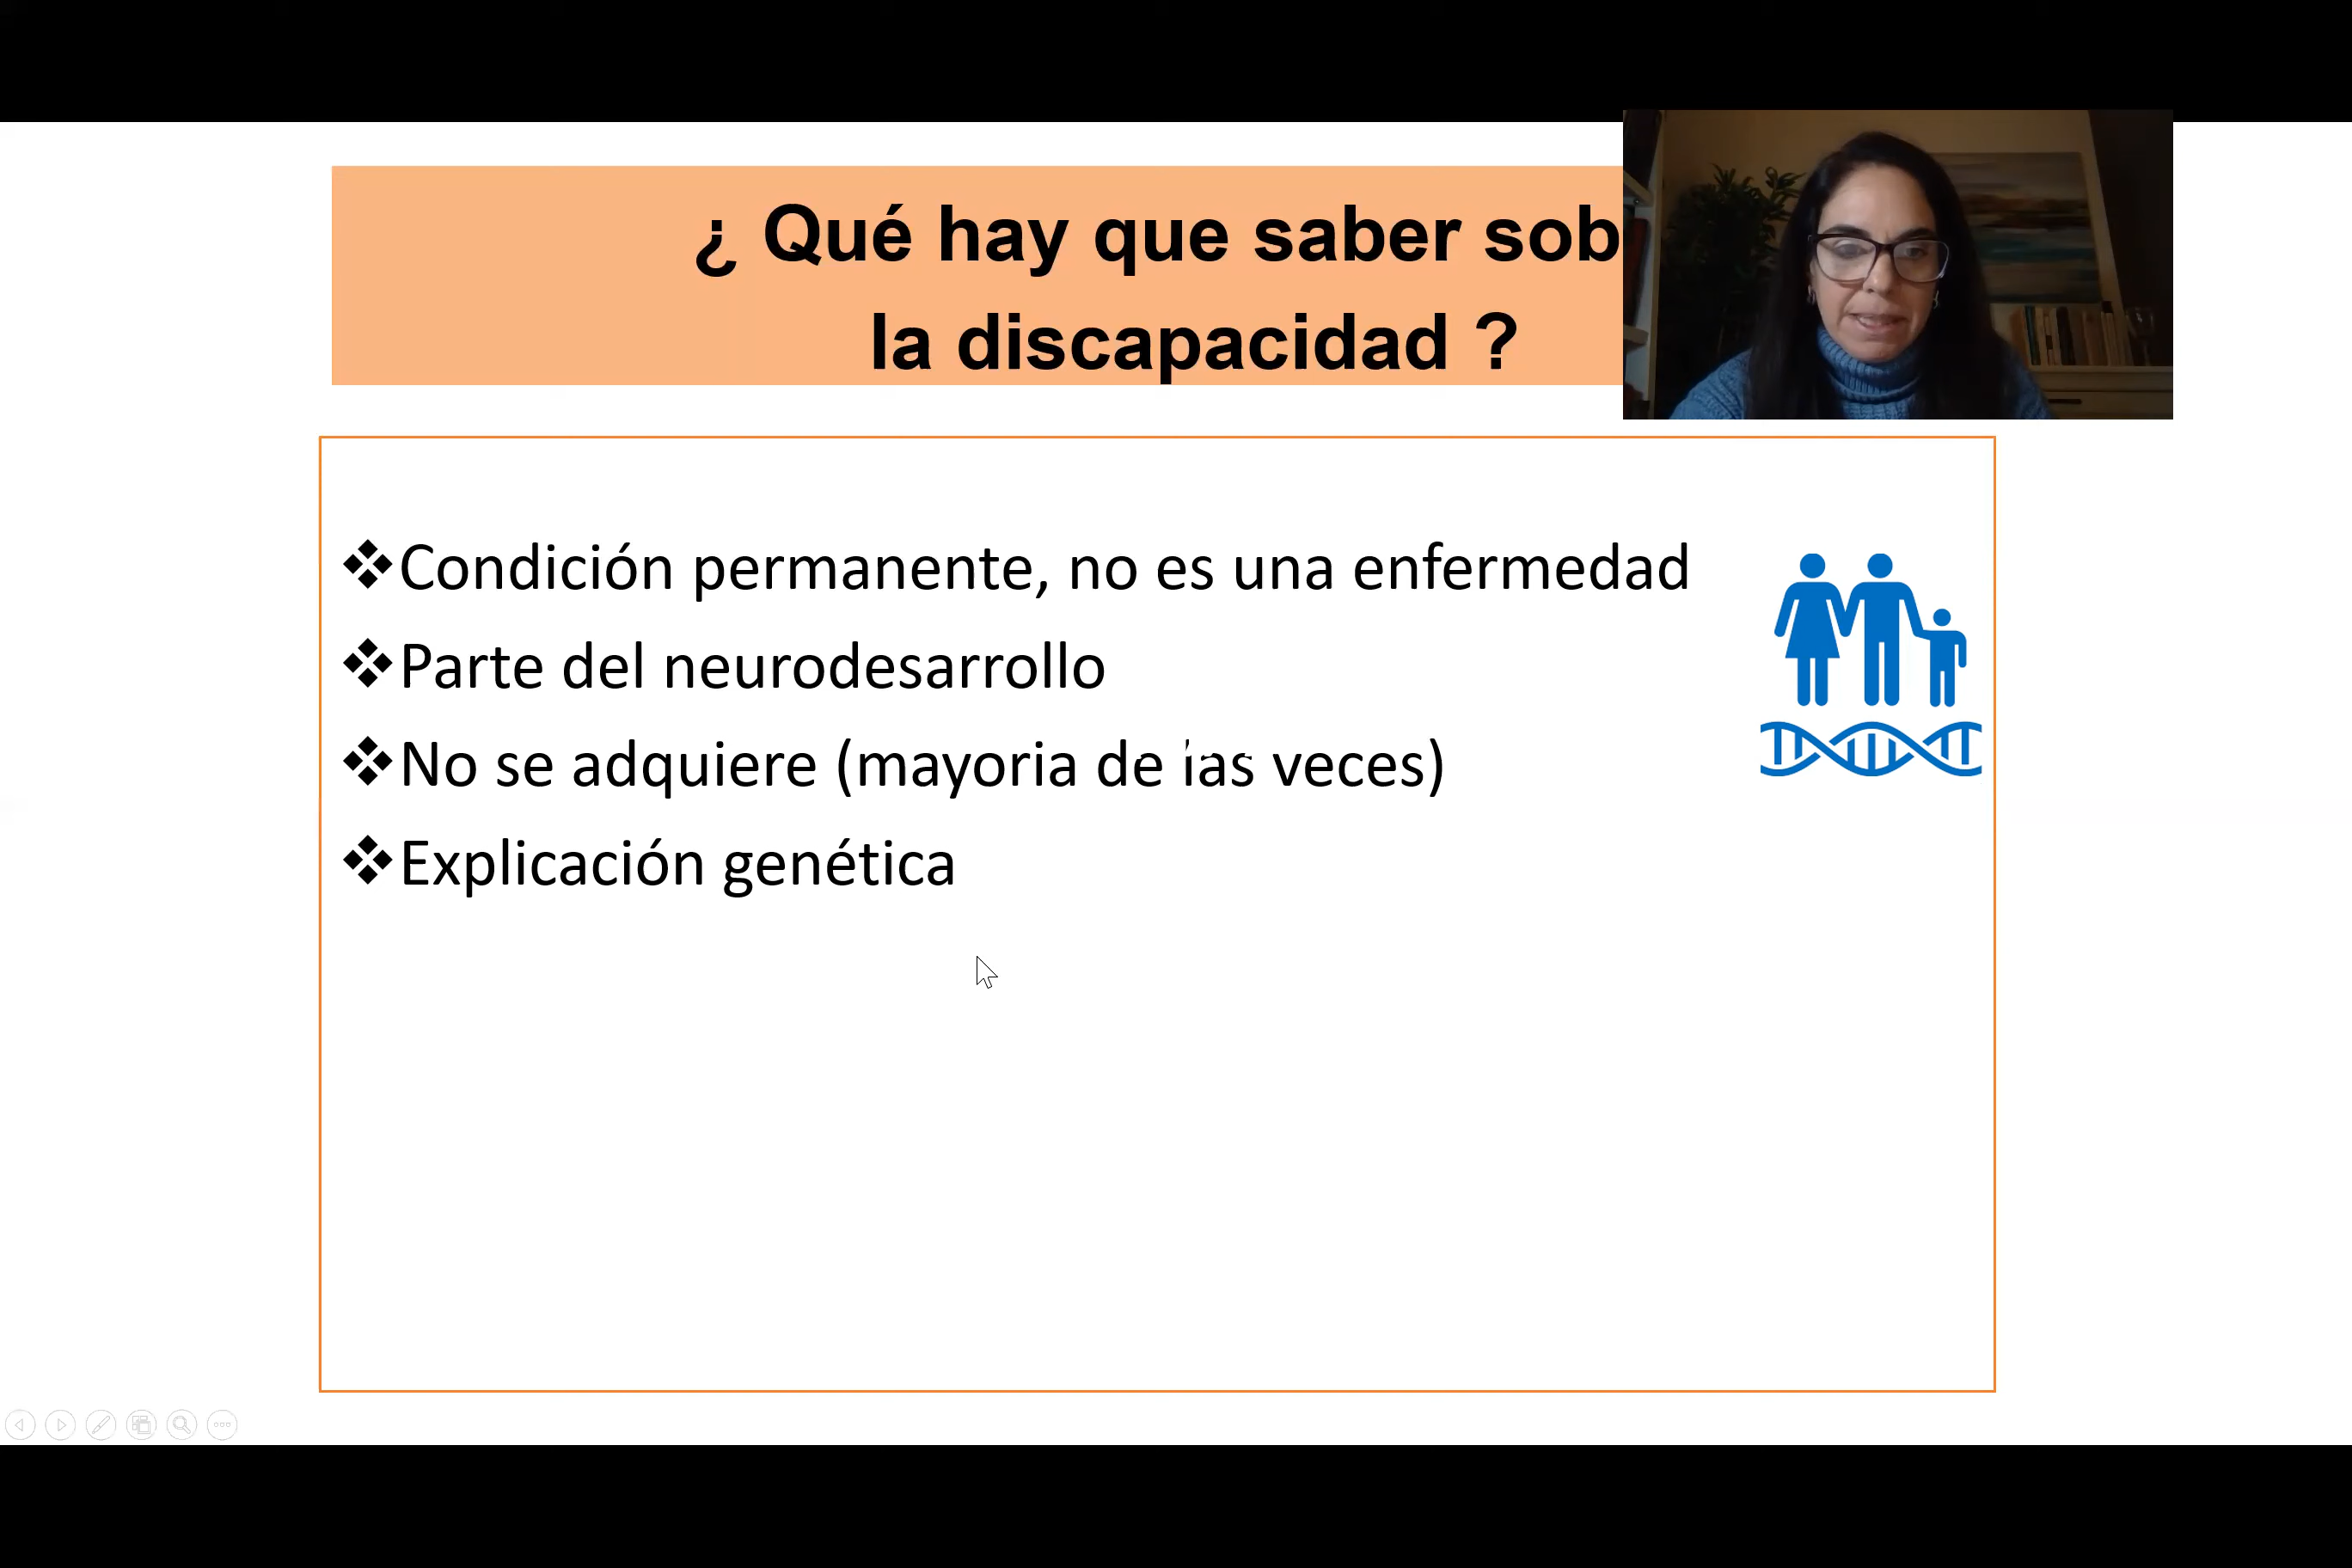 ¿ Qué hay que saber sob
la discapacidad ?
❖Condición permanente, no es una enfermedad
❖Parte del neurodesarrollo
❖No se adquiere (mayoria de las veces)
❖Explicación genética